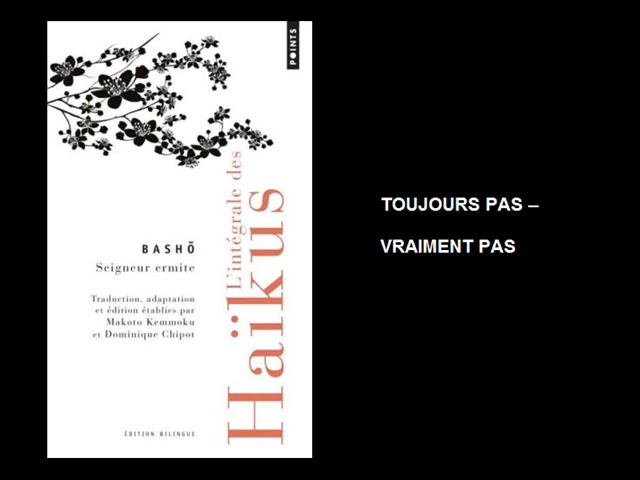 POINTS
BASHŌ
Seigneur ermite
L'intégrale des
Haïkus
Traduction, adaptation
et édition établies par
Makoto Kemmoku
et Dominique Chipot
ÉDITION BILINGUE
TOUJOURS PAS –
VRAIMENT PAS